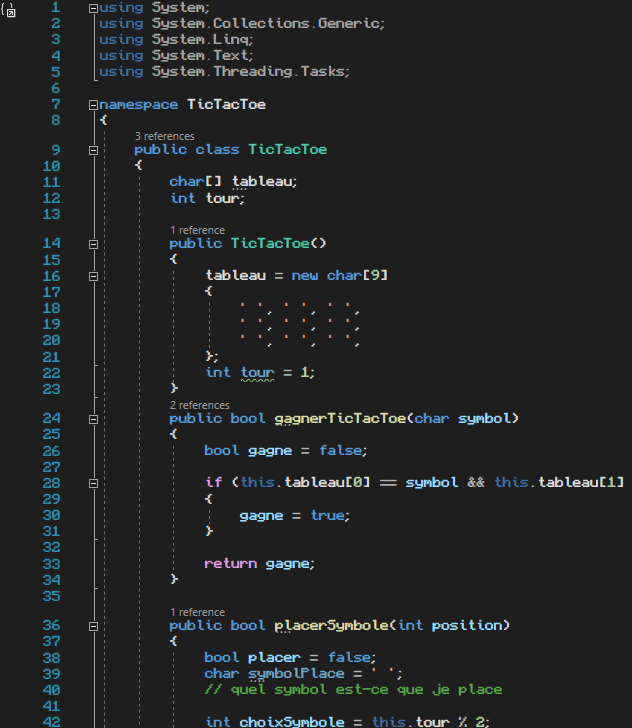 1 using System;
2 using System.Collections.Generic;
3 using System.Linq;
4 using System.Text;
5 using System.Threading.Tasks;
6
7 namespace TicTacToe
8 {
3 references
9 public class TicTacToe
10 {
11 char[] tableau;
12 int tour;
13
1 reference
14 public TicTacToe()
15 {
16 tableau = new char[9]
17 {
18 ' ', ' ', ' ',
19 ' ', ' ', ' ',
20 ' ', ' ', ' ',
21 };
22 int tour = 1;
23 }
2 references
24 public bool gagnerTicTacToe(char symbol)
25 {
26 bool gagne = false;
27
28 if (this.tableau[0] == symbol && this.tableau[1]
29 {
30 gagne = true;
31 }
32
33 return gagne;
34 }
35
1 reference
36 public bool placerSymbole(int position)
37 {
38 bool placer = false;
39 char symbolPlace = ' ';
40 // quel symbol est-ce que je place
41
42 int choixSymbole = this.tour % 2;